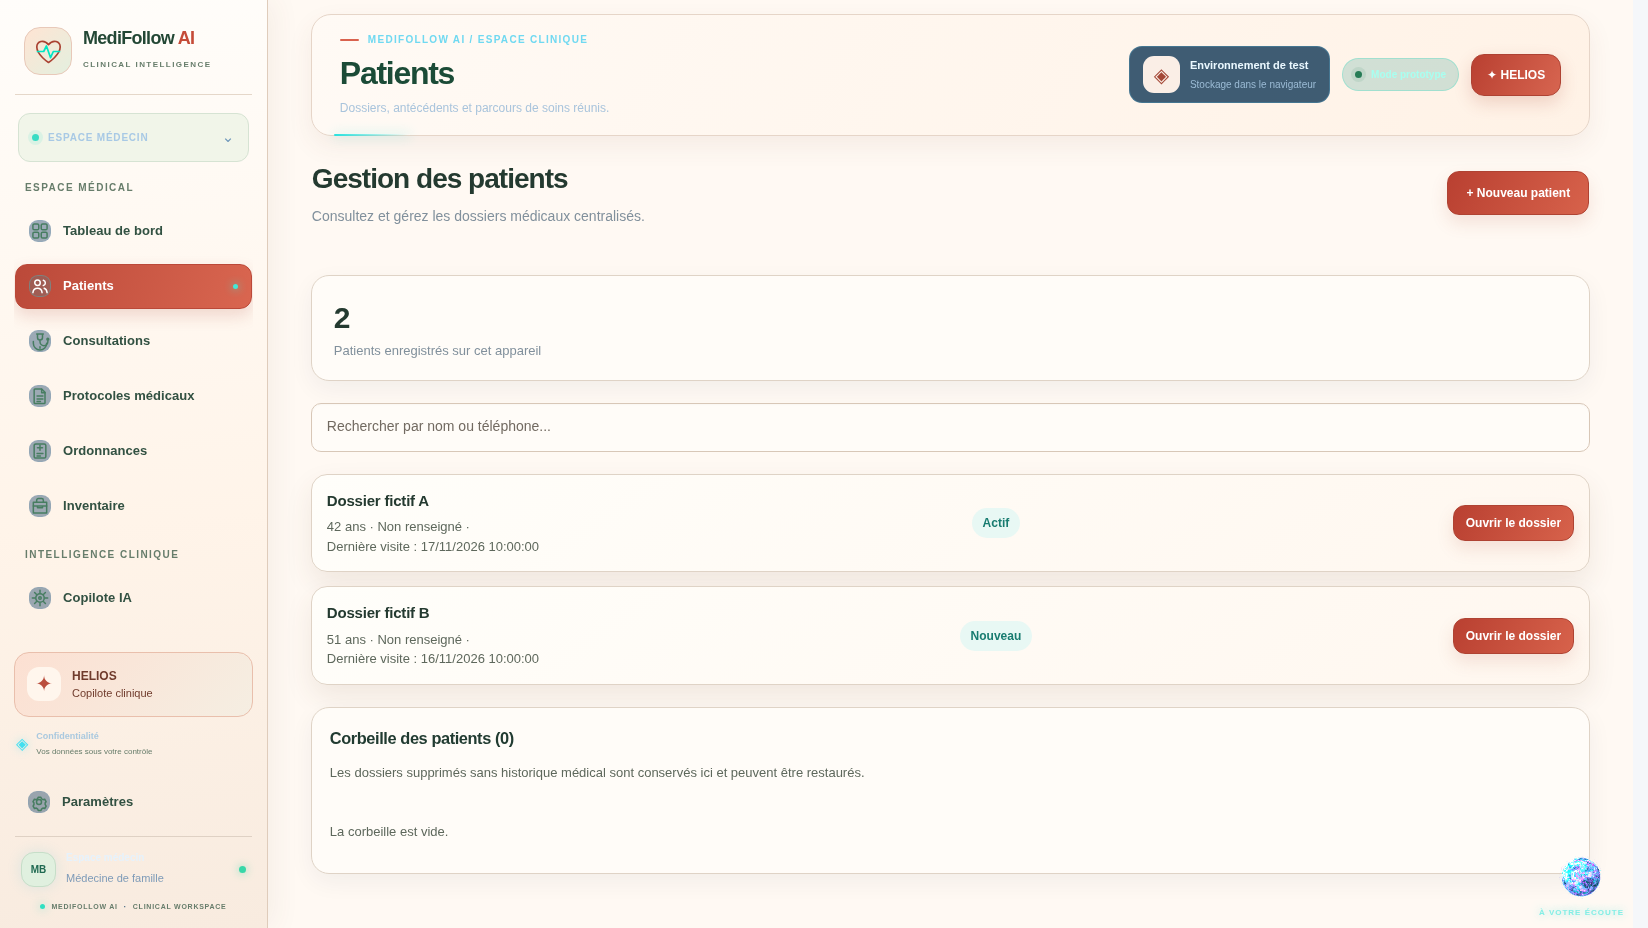 MediFollow AI
CLINICAL INTELLIGENCE
ESPACE MÉDECIN
ESPACE MÉDICAL
Tableau de bord
Patients
Consultations
Protocoles médicaux
Ordonnances
Inventaire
INTELLIGENCE CLINIQUE
Copilote IA
HELIOS
Copilote clinique
Confidentialité
Vos données sous votre contrôle
Paramètres
MB
Médecine de famille
MEDIFOLLOW AI · CLINICAL WORKSPACE
MEDIFOLLOW AI / ESPACE CLINIQUE
Patients
Dossiers, antécédents et parcours de soins réunis.
Environnement de test
Stockage dans le navigateur
Mode prototype
✦ HELIOS
Gestion des patients
Consultez et gérez les dossiers médicaux centralisés.
+ Nouveau patient
2
Patients enregistrés sur cet appareil
Rechercher par nom ou téléphone...
Dossier fictif A
42 ans · Non renseigné ·
Dernière visite : 17/11/2026 10:00:00
Actif
Ouvrir le dossier
Dossier fictif B
51 ans · Non renseigné ·
Dernière visite : 16/11/2026 10:00:00
Nouveau
Ouvrir le dossier
Corbeille des patients (0)
Les dossiers supprimés sans historique médical sont conservés ici et peuvent être restaurés.
La corbeille est vide.
À VOTRE ÉCOUTE